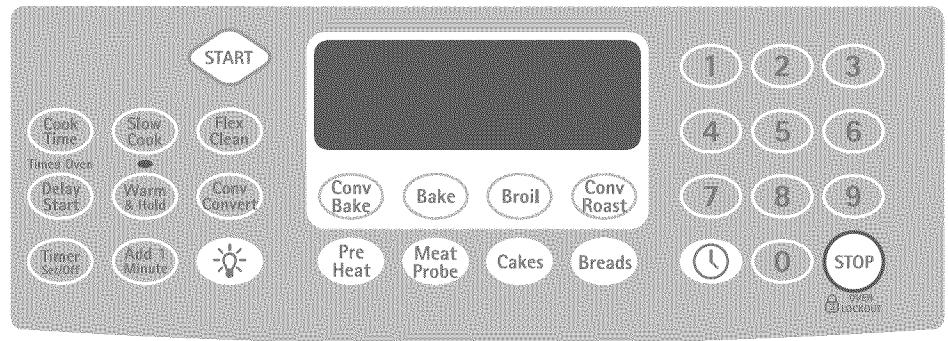 START
1 2 3
Cook Time
Slow Cook
Flex Clean
4 5 6
Timed Oven
Delay Start
Warm & Hold
Conv Convert
Conv Bake
Bake
Broil
Conv Roast
7 8 9
Timer Set/Off
Add 1 Minute
Pre Heat
Meat Probe
Cakes
Breads
0
STOP
OVEN LOCKOUT